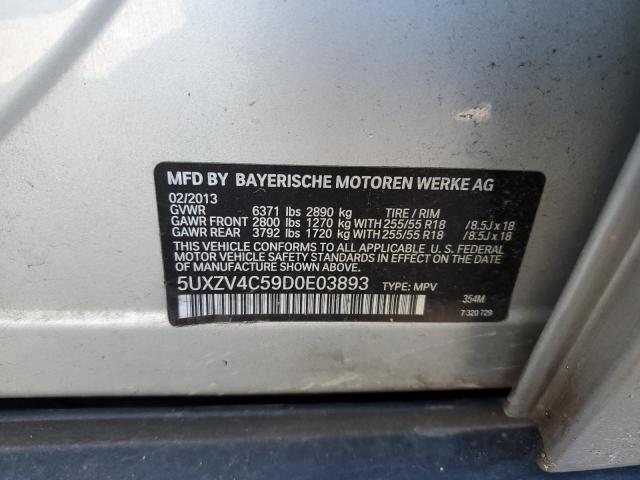 MFD BY BAYERISCHE MOTOREN WERKE AG
02/2013
GVWR 6371 lbs 2890 kg TIRE / RIM
GAWR FRONT 2800 lbs 1270 kg WITH 255/55 R18 /8.5J x 18
GAWR REAR 3792 lbs 1720 kg WITH 255/55 R18 /8.5J x 18
THIS VEHICLE CONFORMS TO ALL APPLICABLE U. S. FEDERAL
MOTOR VEHICLE SAFETY STANDARDS IN EFFECT ON THE DATE
OF MANUFACTURE SHOWN ABOVE.
5UXZV4C59D0E03893 TYPE: MPV
354M
7 320 729